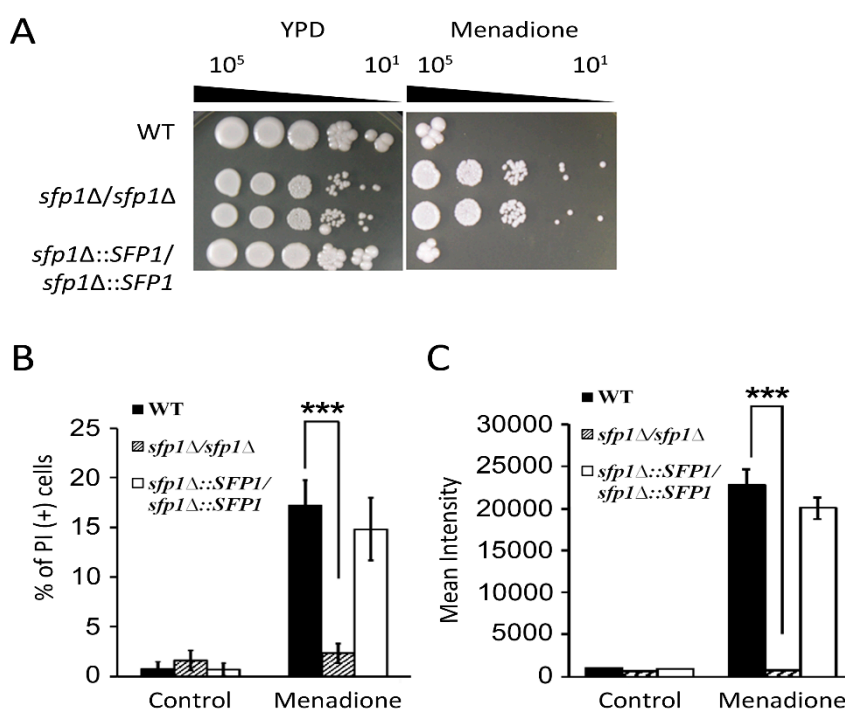 A
YPD
Menadione
10⁵
10¹
10⁵
10¹
WT
sfp1Δ/sfp1Δ
sfp1Δ::SFP1/
sfp1Δ::SFP1
B
WT
sfp1Δ/sfp1Δ
sfp1Δ::SFP1/
sfp1Δ::SFP1
***
% of PI (+) cells
25
20
15
10
5
0
Control
Menadione
C
WT
sfp1Δ/sfp1Δ
sfp1Δ::SFP1/
sfp1Δ::SFP1
***
Mean Intensity
30000
25000
20000
15000
10000
5000
0
Control
Menadione